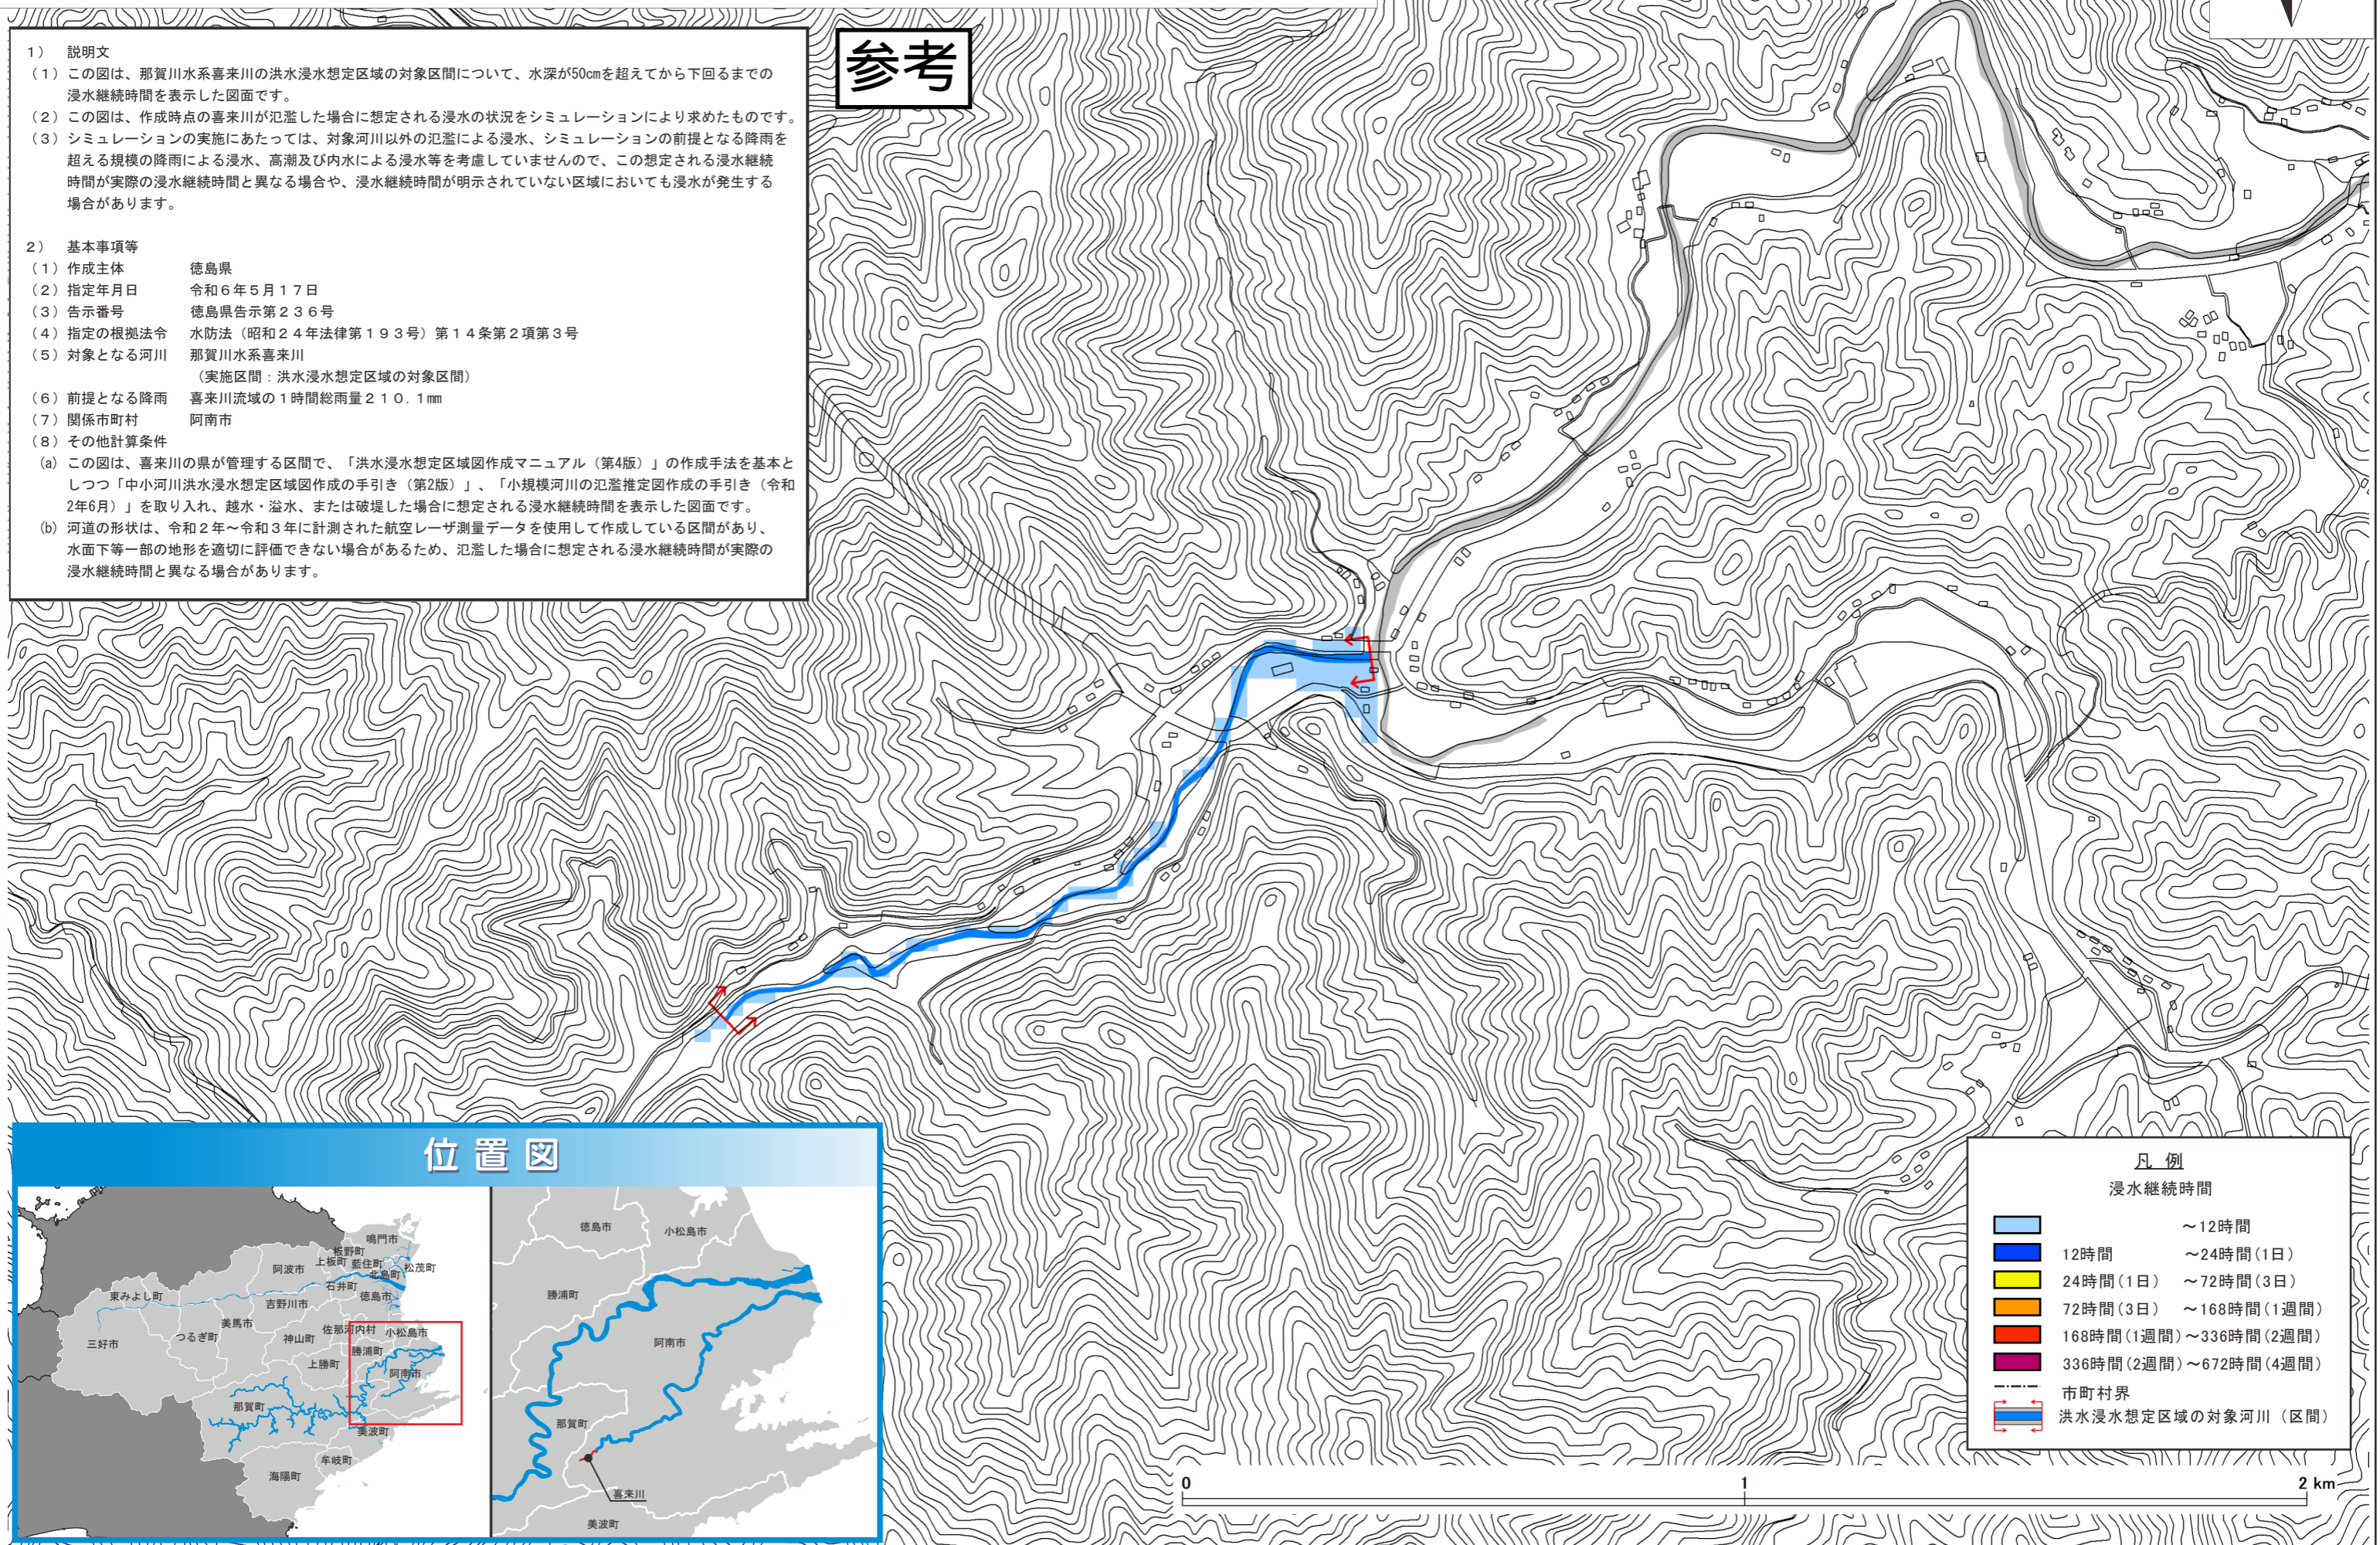 参考
1） 説明文
（1）この図は、那賀川水系喜来川の洪水浸水想定区域の対象区間について、水深が50cmを超えてから下回るまでの
浸水継続時間を表示した図面です。
（2）この図は、作成時点の喜来川が氾濫した場合に想定される浸水の状況をシミュレーションにより求めたものです。
（3）シミュレーションの実施にあたっては、対象河川以外の氾濫による浸水、シミュレーションの前提となる降雨を
超える規模の降雨による浸水、高潮及び内水による浸水等を考慮していませんので、この想定される浸水継続
時間が実際の浸水継続時間と異なる場合や、浸水継続時間が明示されていない区域においても浸水が発生する
場合があります。
2） 基本事項等
（1）作成主体 徳島県
（2）指定年月日 令和６年５月１７日
（3）告示番号 徳島県告示第２３６号
（4）指定の根拠法令 水防法（昭和２４年法律第１９３号）第１４条第２項第３号
（5）対象となる河川 那賀川水系喜来川
（実施区間：洪水浸水想定区域の対象区間）
（6）前提となる降雨 喜来川流域の１時間総雨量２１０.１㎜
（7）関係市町村 阿南市
（8）その他計算条件
(a) この図は、喜来川の県が管理する区間で、「洪水浸水想定区域図作成マニュアル（第4版）」の作成手法を基本と
しつつ「中小河川洪水浸水想定区域図作成の手引き（第2版）」、「小規模河川の氾濫推定図作成の手引き（令和
2年6月）」を取り入れ、越水・溢水、または破堤した場合に想定される浸水継続時間を表示した図面です。
(b) 河道の形状は、令和２年～令和３年に計測された航空レーザ測量データを使用して作成している区間があり、
水面下等一部の地形を適切に評価できない場合があるため、氾濫した場合に想定される浸水継続時間が実際の
浸水継続時間と異なる場合があります。
位置図
鳴門市
板野町
上板町
藍住町
松茂町
北島町
阿波市
石井町
徳島市
東みよし町
吉野川市
美馬市
つるぎ町
三好市
神山町
佐那河内村
小松島市
勝浦町
上勝町
阿南市
那賀町
美波町
牟岐町
海陽町
徳島市
小松島市
勝浦町
阿南市
那賀町
喜来川
美波町
凡 例
浸水継続時間
～12時間
12時間 ～24時間(1日)
24時間(1日) ～72時間(3日)
72時間(3日) ～168時間(1週間)
168時間(1週間)～336時間(2週間)
336時間(2週間)～672時間(4週間)
市町村界
洪水浸水想定区域の対象河川（区間）
0 1 2 km